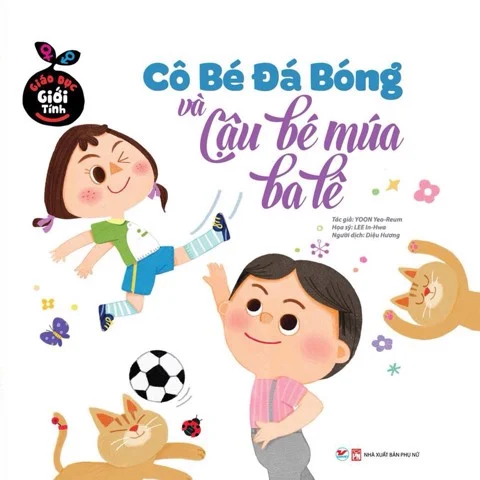 Giáo Dục
Giới
Tính
Cô Bé Đá Bóng
và
Cậu bé múa
ba lê
Tác giả: YOON Yeo-Reum
Họa sỹ: LEE In-Hwa
Người dịch: Diệu Hương
NHÀ XUẤT BẢN PHỤ NỮ